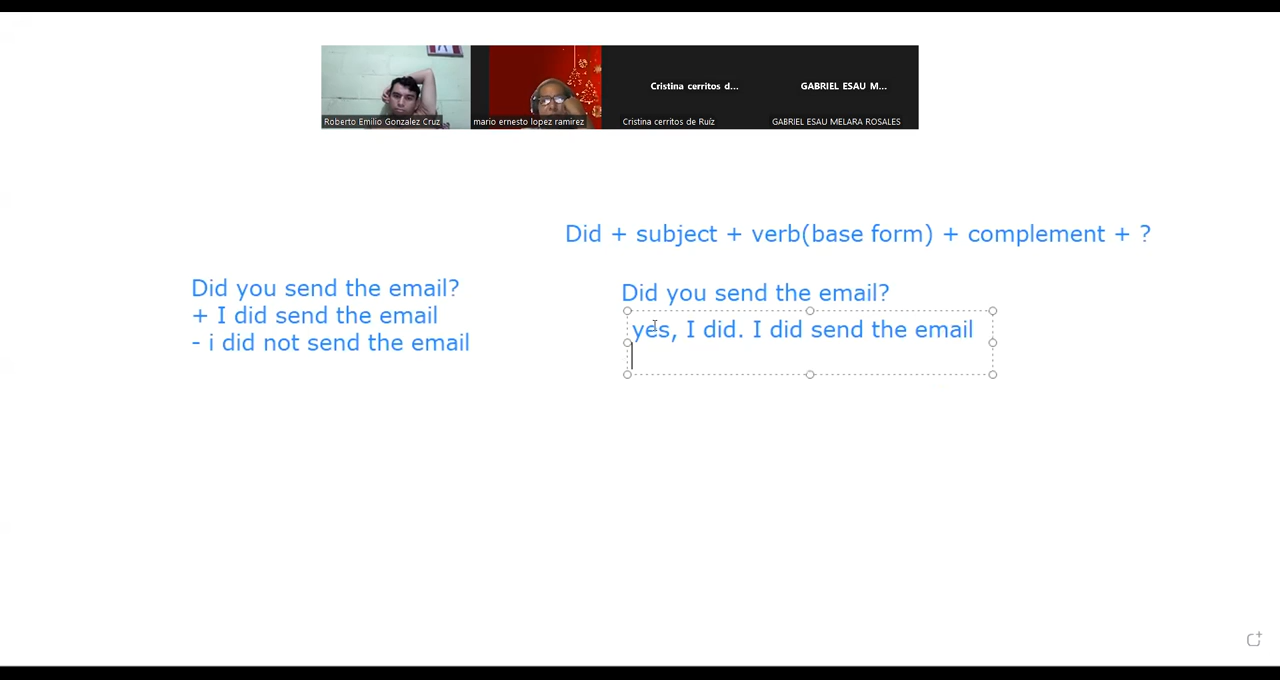 Cristina cerritos d...
GABRIEL ESAU M...
Roberto Emilio Gonzalez Cruz
mario ernesto lopez ramirez
Cristina cerritos de Ruíz
GABRIEL ESAU MELARA ROSALES
Did + subject + verb(base form) + complement + ?
Did you send the email?
+ I did send the email
- i did not send the email
Did you send the email?
yes, I did. I did send the email